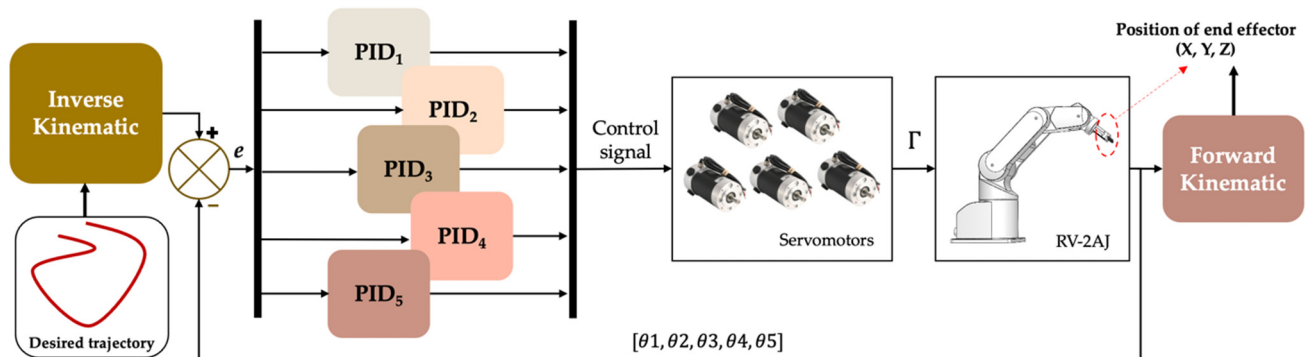 Inverse
Kinematic
Desired trajectory
+
−
e
PID₁
PID₂
PID₃
PID₄
PID₅
Control
signal
Servomotors
Γ
RV-2AJ
Position of end effector
(X, Y, Z)
Forward
Kinematic
[θ1, θ2, θ3, θ4, θ5]